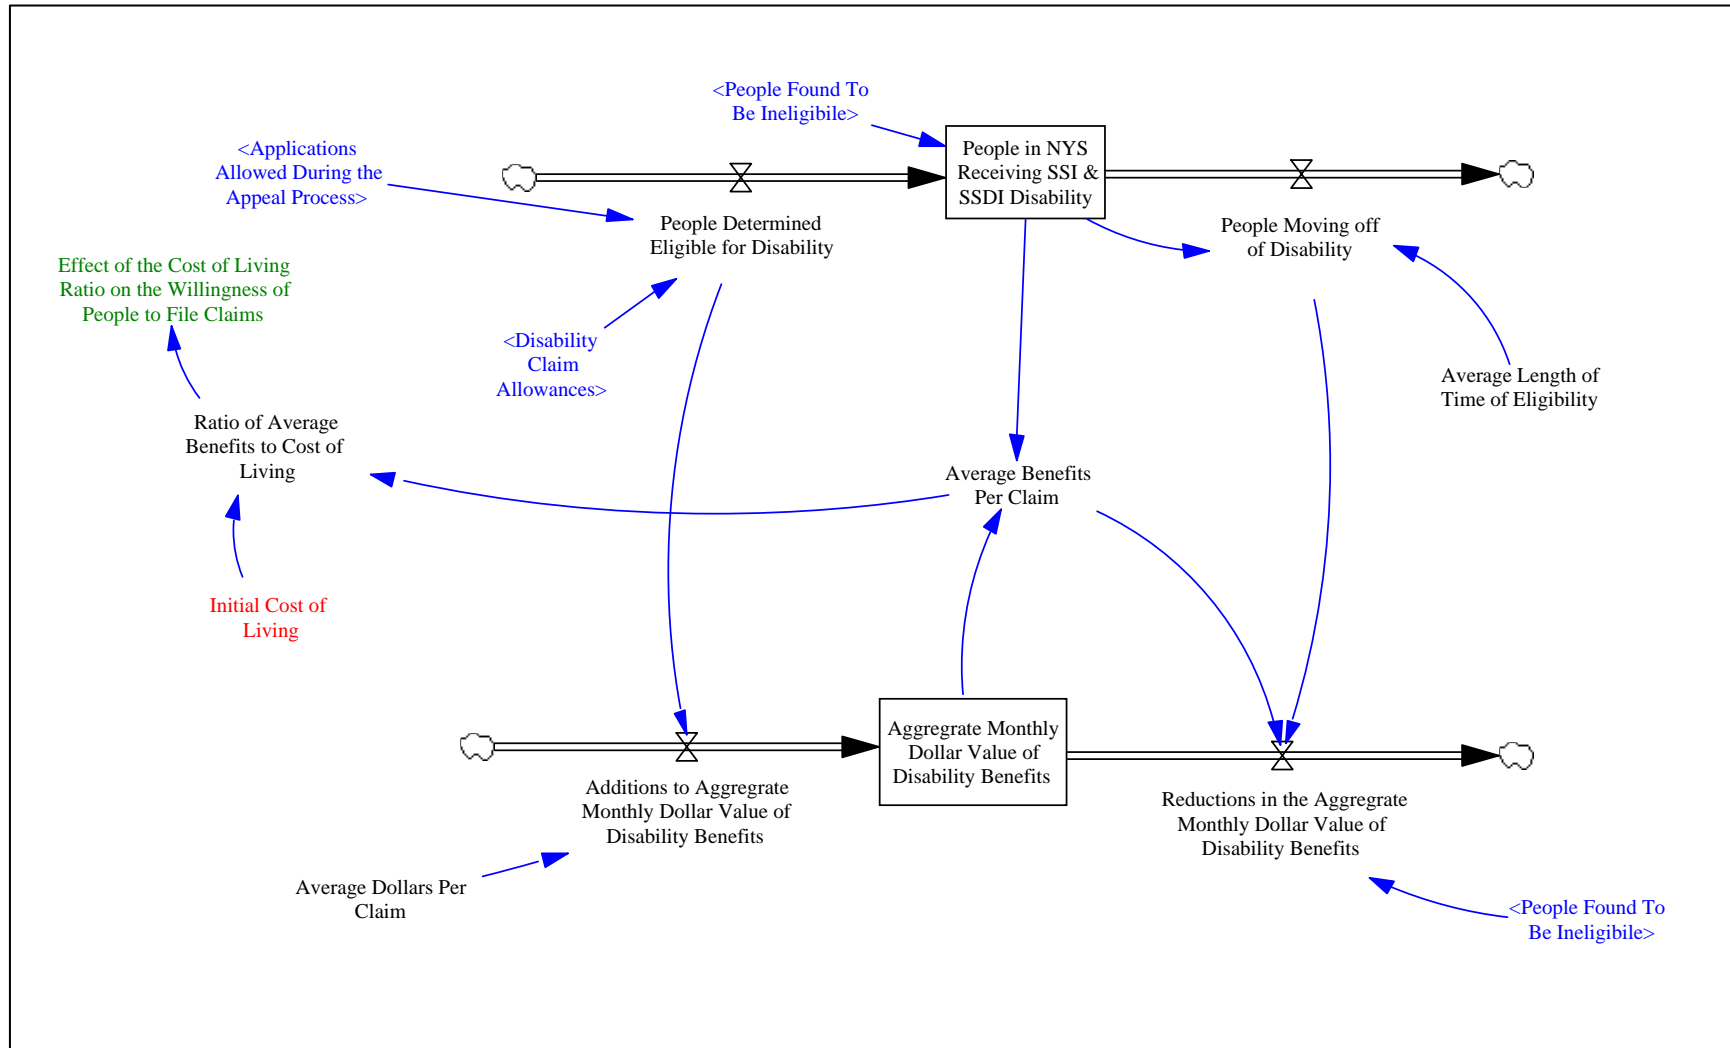 <People Found To
Be Ineligibile>
<Applications
Allowed During the
Appeal Process>
People in NYS
Receiving SSI &
SSDI Disability
People Determined
Eligible for Disability
People Moving off
of Disability
Effect of the Cost of Living
Ratio on the Willingness of
People to File Claims
<Disability
Claim
Allowances>
Average Length of
Time of Eligibility
Ratio of Average
Benefits to Cost of
Living
Average Benefits
Per Claim
Initial Cost of
Living
Aggregrate Monthly
Dollar Value of
Disability Benefits
Additions to Aggregrate
Monthly Dollar Value of
Disability Benefits
Reductions in the Aggregrate
Monthly Dollar Value of
Disability Benefits
Average Dollars Per
Claim
<People Found To
Be Ineligibile>